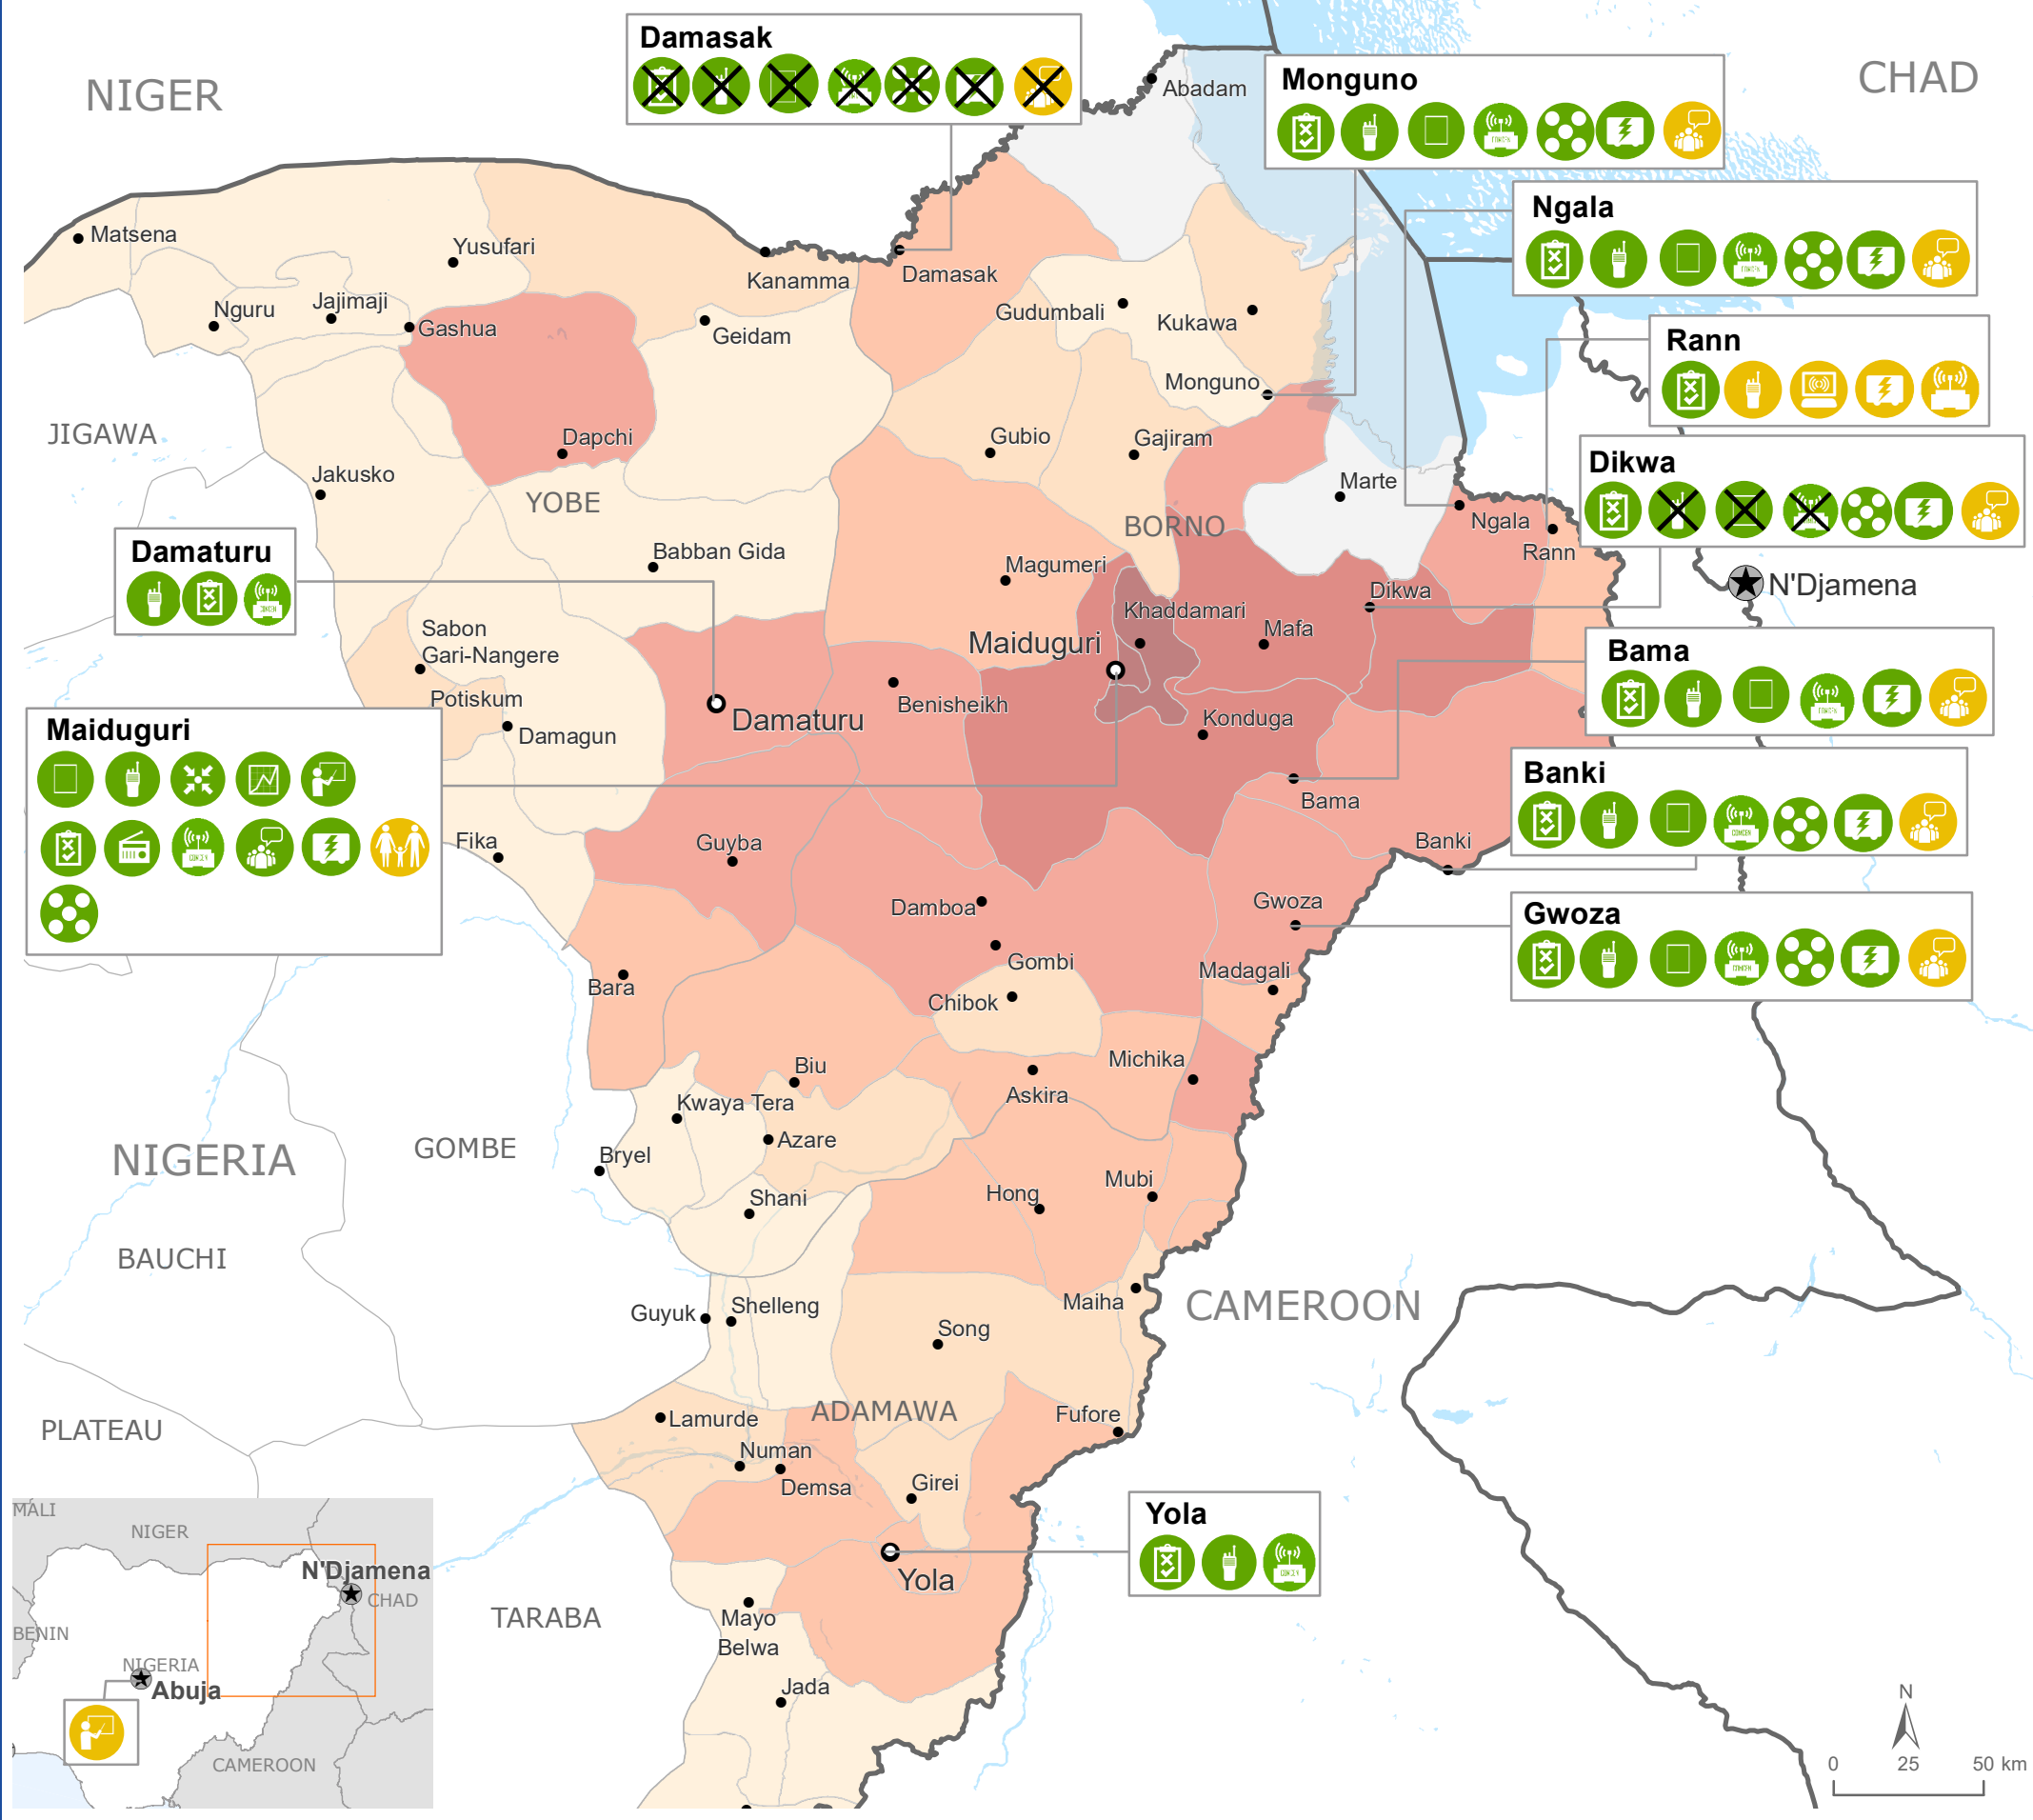 Damasak
NIGER
Abadam
Monguno
CHAD
Ngala
Matsena
Yusufari
Kanamma
Damasak
Nguru
Jajimaji
Gashua
Geidam
Gudumbali
Kukawa
Rann
Monguno
JIGAWA
Dapchi
Gubio
Gajiram
Dikwa
Jakusko
YOBE
Marte
BORNO
Ngala
Rann
Damaturu
Babban Gida
Magumeri
Dikwa
N'Djamena
Khaddamari
Sabon
Gari-Nangere
Maiduguri
Mafa
Bama
Potiskum
Benisheikh
Konduga
Damaturu
Damagun
Maiduguri
Banki
Bama
Fika
Guyba
Banki
Damboa
Gwoza
Gwoza
Gombi
Madagali
Bara
Chibok
Michika
Biu
Askira
Kwaya Tera
NIGERIA
GOMBE
Azare
Bryel
Mubi
Shani
Hong
BAUCHI
CAMEROON
Maiha
Guyuk
Shelleng
Song
ADAMAWA
Lamurde
Fufore
PLATEAU
Numan
Demsa
Girei
Yola
MALI
NIGER
N'Djamena
CHAD
Yola
TARABA
Mayo
Belwa
BENIN
NIGERIA
Abuja
Jada
N
CAMEROON
0 25 50 km